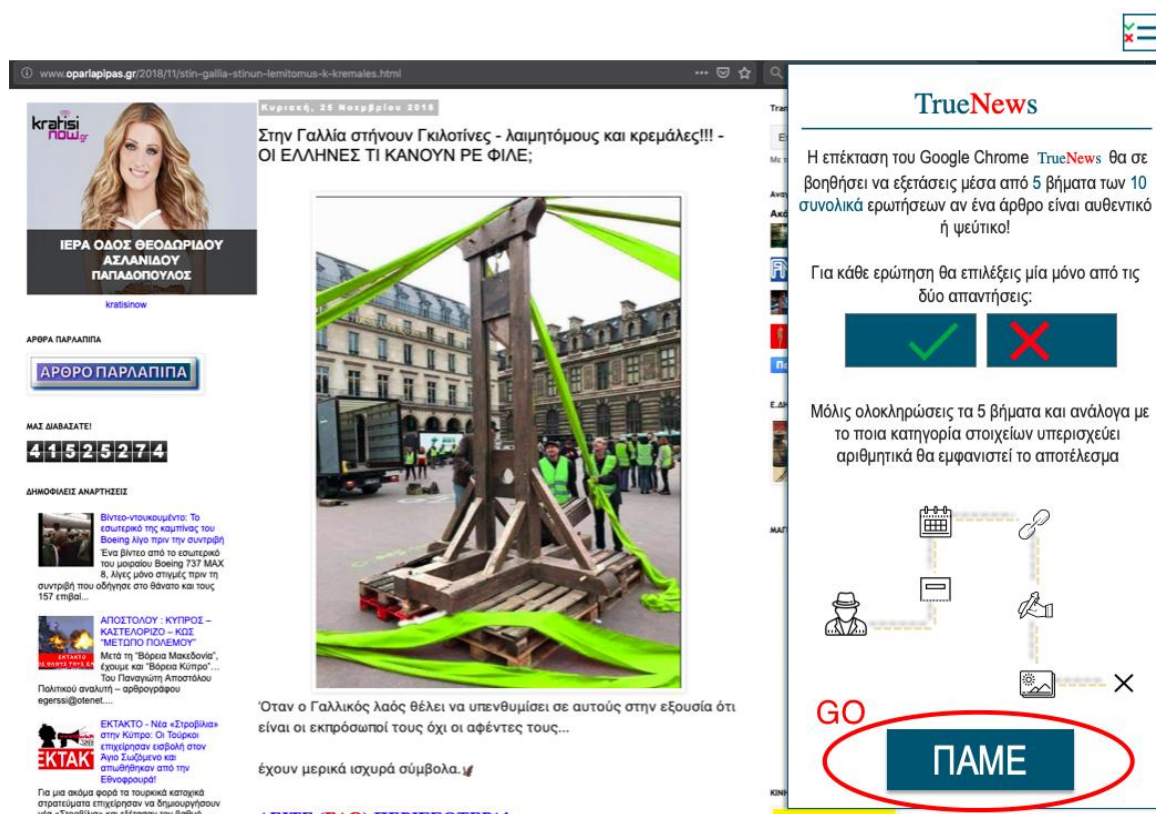 www.oparlapipas.gr/2018/11/stin-gallia-stinun-lemitomus-k-kremales.html
kratisi
now.gr
ΙΕΡΑ ΟΔΟΣ ΘΕΟΔΩΡΙΔΟΥ
ΑΣΛΑΝΙΔΟΥ
ΠΑΠΑΔΟΠΟΥΛΟΣ
kratisinow
ΑΡΘΡΑ ΠΑΡΛΑΠΙΠΑ
ΑΡΘΡΟ ΠΑΡΛΑΠΙΠΑ
ΜΑΣ ΔΙΑΒΑΣΑΤΕ!
41525274
ΔΗΜΟΦΙΛΕΙΣ ΑΝΑΡΤΗΣΕΙΣ
Βίντεο-ντουκουμέντο: Το
εσωτερικό της καμπίνας του
Boeing λίγο πριν την συντριβή
Ένα βίντεο από το εσωτερικό
του μοιραίου Boeing 737 MAX
8, λίγες μόνο στιγμές πριν τη
συντριβή που οδήγησε στο θάνατο και τους
157 επιβαί...
ΑΠΟΣΤΟΛΟΥ : ΚΥΠΡΟΣ –
ΚΑΣΤΕΛΟΡΙΖΟ – ΚΩΣ
"ΜΕΤΩΠΟ ΠΟΛΕΜΟΥ"
Μετά τη "Βόρεια Μακεδονία",
έχουμε και "Βόρεια Κύπρο"...
Του Παναγιώτη Αποστόλου
Πολιτικού αναλυτή – αρθρογράφου
egerssi@otenet....
ΕΚΤΑΚΤΟ - Νέα «Στροβίλια»
στην Κύπρο: Οι Τούρκοι
επιχείρησαν εισβολή στον
Άγιο Σωζόμενο και
απωθήθηκαν από την
Εθνοφρουρά!
ΕΚΤΑΚ
Για μια ακόμα φορά τα τουρκικά κατοχικά
στρατεύματα επιχείρησαν να δημιουργήσουν
νέα «Στροβίλια» και εξέτασαν τον βαθμό
Κυριακή, 25 Νοεμβρίου 2018
Στην Γαλλία στήνουν Γκιλοτίνες - λαιμητόμους και κρεμάλες!!! -
ΟΙ ΕΛΛΗΝΕΣ ΤΙ ΚΑΝΟΥΝ ΡΕ ΦΙΛΕ;
Όταν ο Γαλλικός λαός θέλει να υπενθυμίσει σε αυτούς στην εξουσία ότι
είναι οι εκπρόσωποί τους όχι οι αφέντες τους...
έχουν μερικά ισχυρά σύμβολα.
TrueNews
Η επέκταση του Google Chrome TrueNews θα σε
βοηθήσει να εξετάσεις μέσα από 5 βήματα των 10
συνολικά ερωτήσεων αν ένα άρθρο είναι αυθεντικό
ή ψεύτικο!
Για κάθε ερώτηση θα επιλέξεις μία μόνο από τις
δύο απαντήσεις:
Μόλις ολοκληρώσεις τα 5 βήματα και ανάλογα με
το ποια κατηγορία στοιχείων υπερισχύει
αριθμητικά θα εμφανιστεί το αποτέλεσμα
GO
ΠΑΜΕ